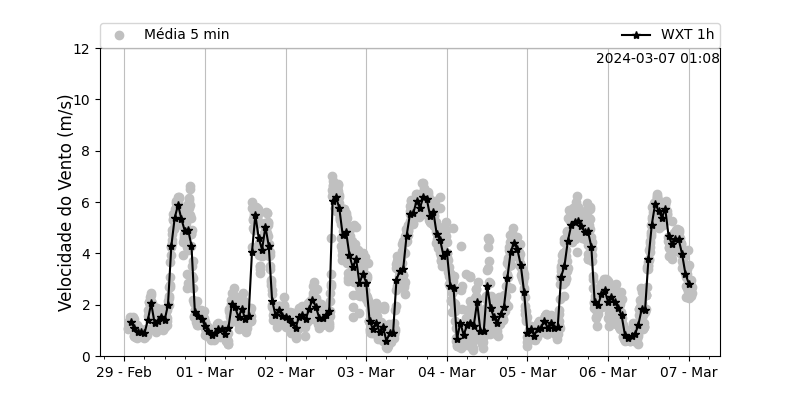 Média 5 min
WXT 1h
2024-03-07 01:08
Velocidade do Vento (m/s)
12
10
8
6
4
2
0
29 - Feb
01 - Mar
02 - Mar
03 - Mar
04 - Mar
05 - Mar
06 - Mar
07 - Mar